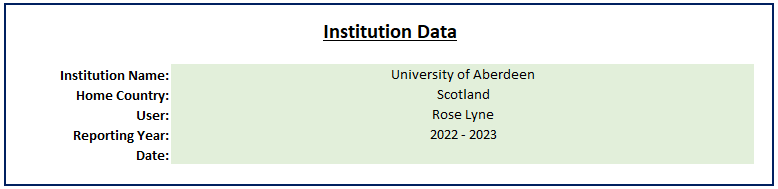 Institution Data
Institution Name: University of Aberdeen
Home Country: Scotland
User: Rose Lyne
Reporting Year: 2022 - 2023
Date: